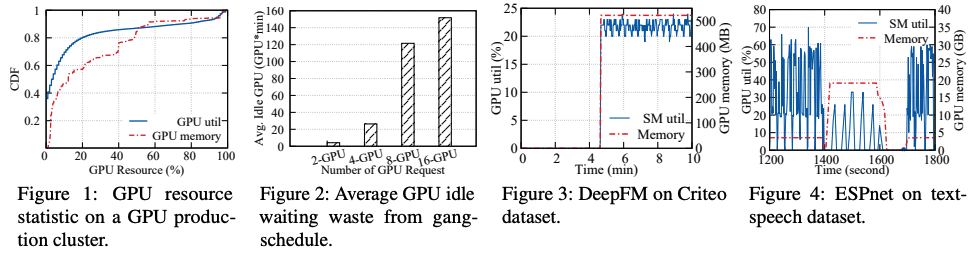 1
0.8
0.6
0.4
0.2
CDF
GPU util
GPU memory
0 20 40 60 80 100
GPU Resource (%)
Figure 1: GPU resource
statistic on a GPU produc-
tion cluster.
160
140
120
100
80
60
40
20
0
Avg. Idle GPU (GPU*min)
2-GPU 4-GPU 8-GPU 16-GPU
Number of GPU Request
Figure 2: Average GPU idle
waiting waste from gang-
schedule.
25
20
15
10
5
0
GPU util (%)
500
400
300
200
100
0
GPU memory (MB)
SM util
Memory
0 2 4 6 8 10
Time (min)
Figure 3: DeepFM on Criteo
dataset.
80
70
60
50
40
30
20
10
0
GPU util (%)
40
35
30
25
20
15
10
5
0
GPU memory (GB)
SM util
Memory
1200 1400 1600 1800
Time (second)
Figure 4: ESPnet on text-
speech dataset.